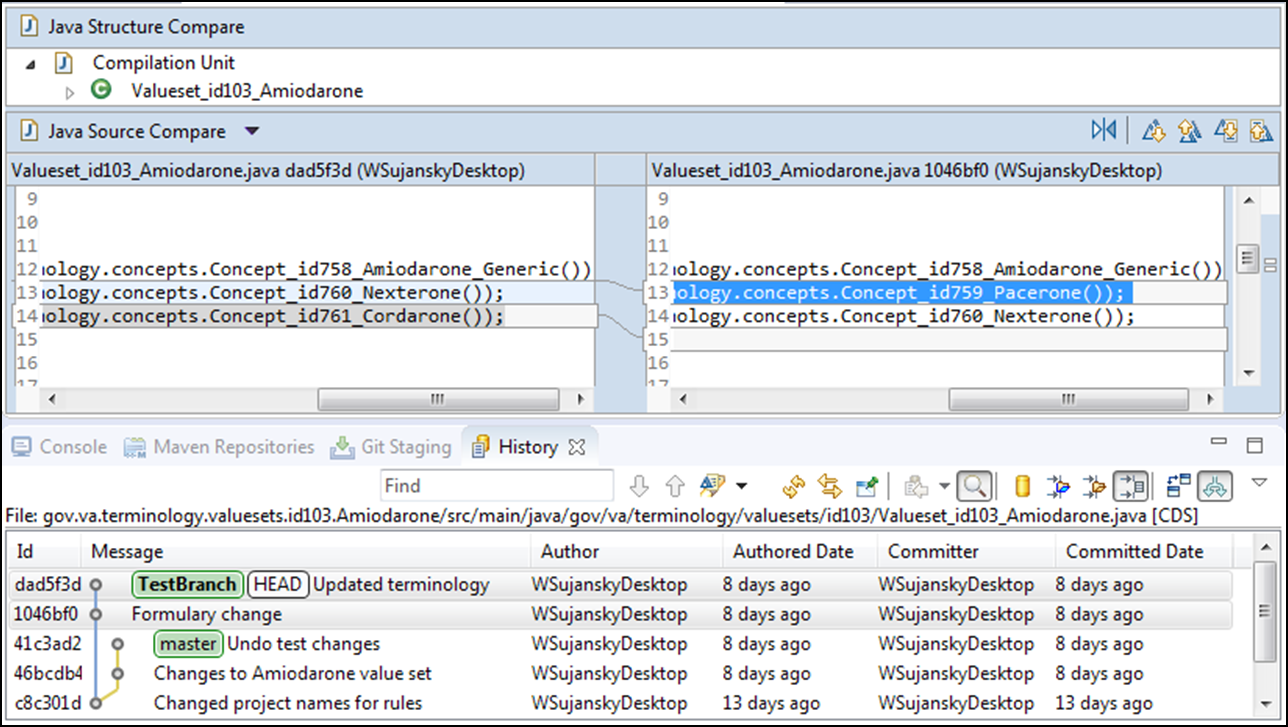 Java Structure Compare
Compilation Unit
Valueset_id103_Amiodarone
Java Source Compare
Valueset_id103_Amiodarone.java dad5f3d (WSujanskyDesktop)
9
10
11
12 ology.concepts.Concept_id758_Amiodarone_Generic())
13 nology.concepts.Concept_id760_Nexterone());
14 ology.concepts.Concept_id761_Cordarone());
15
16
17
Valueset_id103_Amiodarone.java 1046bf0 (WSujanskyDesktop)
9
10
11
12 ology.concepts.Concept_id758_Amiodarone_Generic())
13 nology.concepts.Concept_id759_Pacerone());
14 ology.concepts.Concept_id760_Nexterone());
15
16
17
Console Maven Repositories Git Staging History
Find
File: gov.va.terminology.valuesets.id103.Amiodarone/src/main/java/gov/va/terminology/valuesets/id103/Valueset_id103_Amiodarone.java [CDS]
Id Message Author Authored Date Committer Committed Date
dad5f3d TestBranch HEAD Updated terminology WSujanskyDesktop 8 days ago WSujanskyDesktop 8 days ago
1046bf0 Formulary change WSujanskyDesktop 8 days ago WSujanskyDesktop 8 days ago
41c3ad2 master Undo test changes WSujanskyDesktop 8 days ago WSujanskyDesktop 8 days ago
46bcdb4 Changes to Amiodarone value set WSujanskyDesktop 8 days ago WSujanskyDesktop 8 days ago
c8c301d Changed project names for rules WSujanskyDesktop 13 days ago WSujanskyDesktop 13 days ago